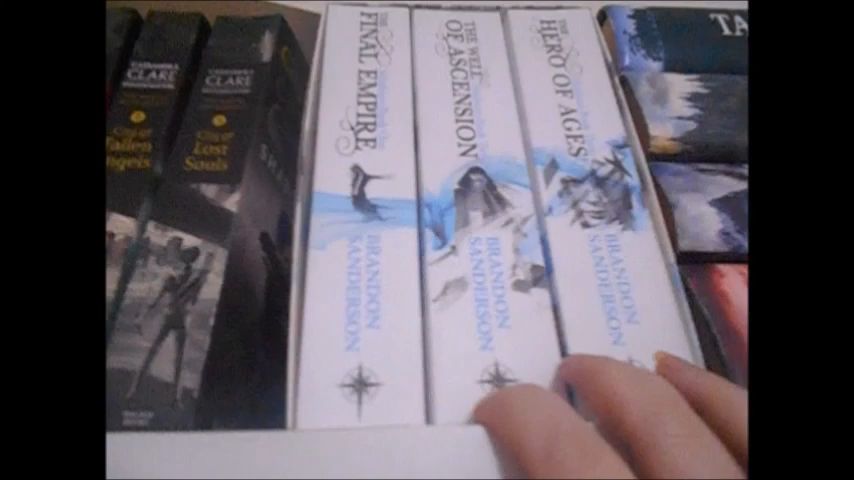 CASSANDRA
CLARE
City of
Fallen
Angels
CASSANDRA
CLARE
City of
Lost
Souls
THE
FINAL EMPIRE
BRANDON
SANDERSON
THE WELL
OF ASCENSION
BRANDON
SANDERSON
THE
HERO OF AGES
BRANDON
SANDERSON
TA